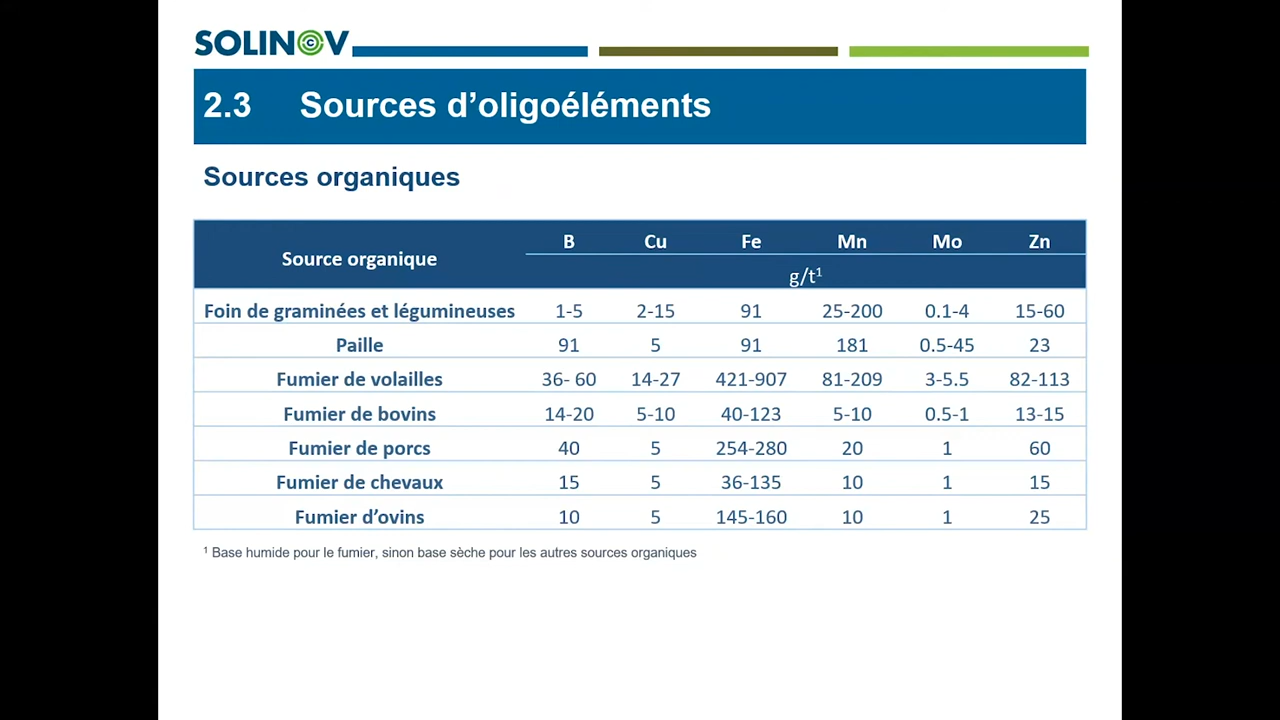 SOLINOV
2.3 Sources d’oligoéléments
Sources organiques
Source organique B Cu Fe Mn Mo Zn
g/t¹
Foin de graminées et légumineuses 1-5 2-15 91 25-200 0.1-4 15-60
Paille 91 5 91 181 0.5-45 23
Fumier de volailles 36- 60 14-27 421-907 81-209 3-5.5 82-113
Fumier de bovins 14-20 5-10 40-123 5-10 0.5-1 13-15
Fumier de porcs 40 5 254-280 20 1 60
Fumier de chevaux 15 5 36-135 10 1 15
Fumier d’ovins 10 5 145-160 10 1 25
¹ Base humide pour le fumier, sinon base sèche pour les autres sources organiques